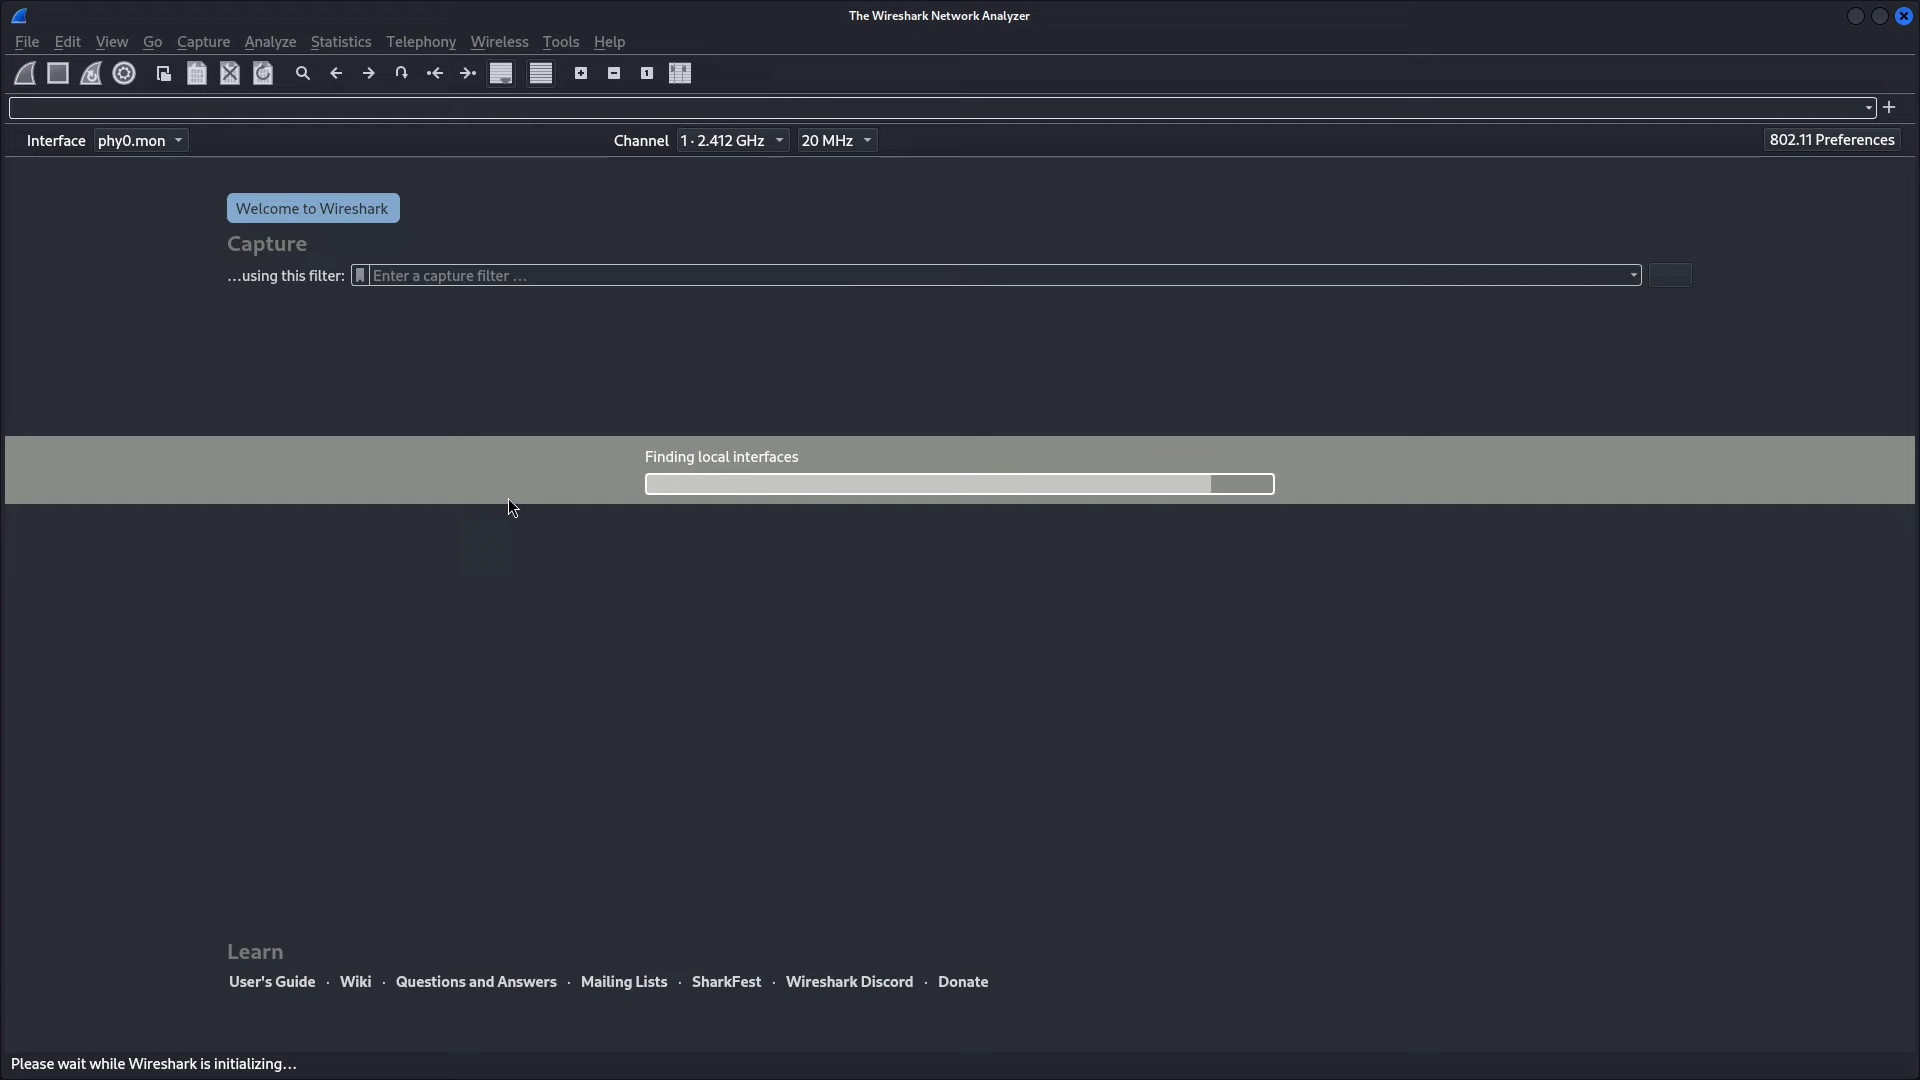 The Wireshark Network Analyzer
File Edit View Go Capture Analyze Statistics Telephony Wireless Tools Help
Interface phy0.mon Channel 1 · 2.412 GHz 20 MHz 802.11 Preferences
Welcome to Wireshark
Capture
…using this filter: Enter a capture filter …
Finding local interfaces
Learn
User's Guide · Wiki · Questions and Answers · Mailing Lists · SharkFest · Wireshark Discord · Donate
Please wait while Wireshark is initializing…